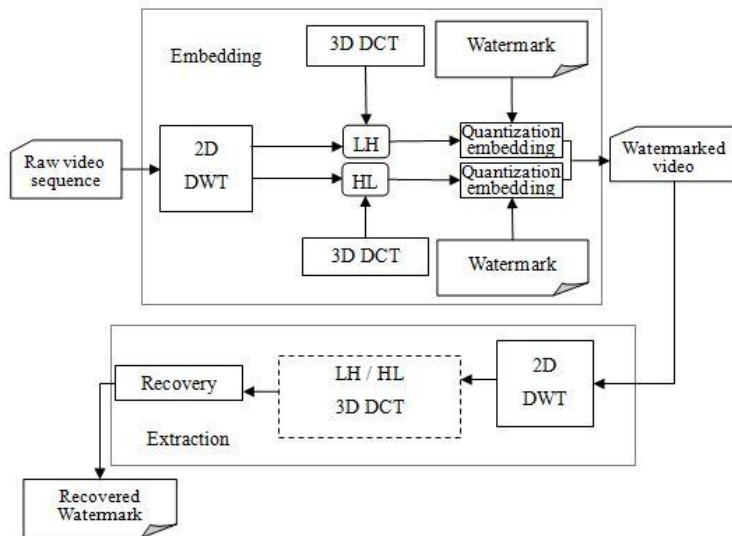 3D DCT
Watermark
Embedding
Raw video
sequence
2D
DWT
LH
HL
Quantization
embedding
Quantization
embedding
Watermarked
video
3D DCT
Watermark
Recovery
LH / HL
3D DCT
2D
DWT
Extraction
Recovered
Watermark